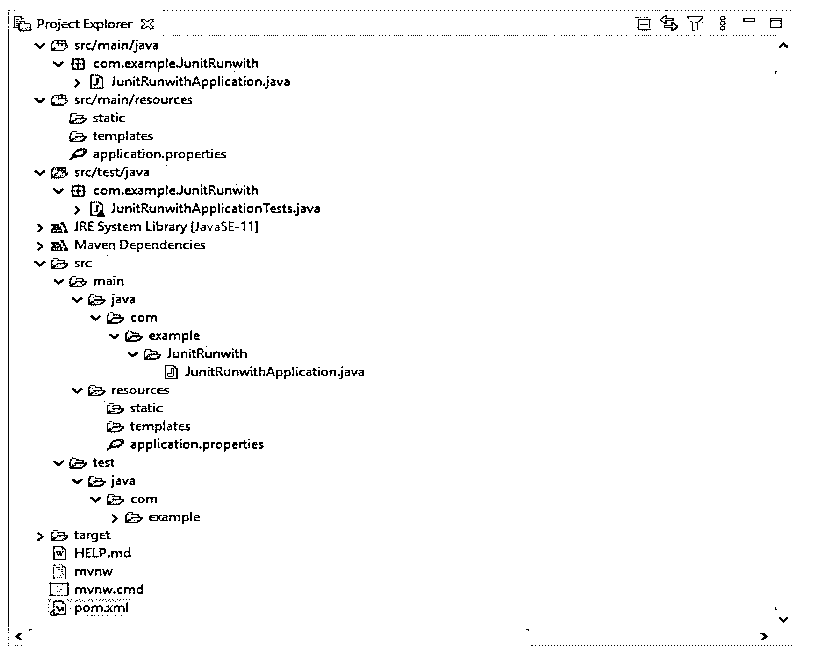 Project Explorer
src/main/java
com.exampleJunitRunwith
JunitRunwithApplication.java
src/main/resources
static
templates
application.properties
src/test/java
com.exampleJunitRunwith
JunitRunwithApplicationTests.java
JRE System Library [JavaSE-11]
Maven Dependencies
src
main
java
com
example
JunitRunwith
JunitRunwithApplication.java
resources
static
templates
application.properties
test
java
com
example
target
HELP.md
mvnw
mvnw.cmd
pom.xml